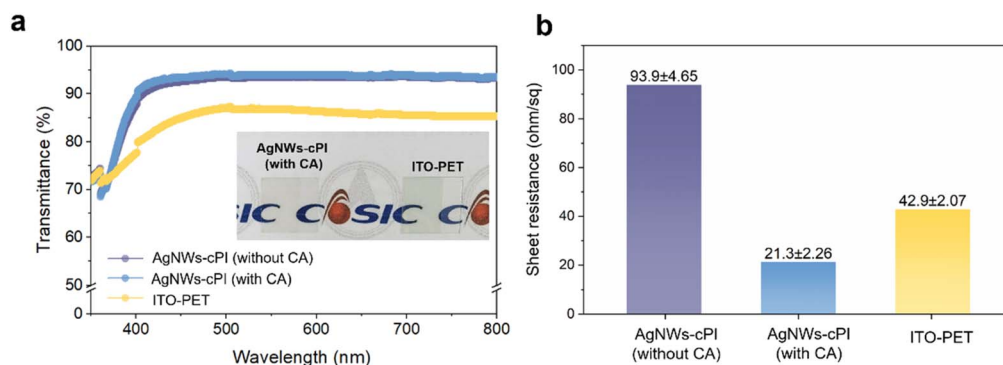 a
Transmittance (%)
100
90
80
70
60
50
0
400
500
600
700
800
Wavelength (nm)
AgNWs-cPI
(with CA)
ITO-PET
SIC
CASIC
CASIC
AgNWs-cPI (without CA)
AgNWs-cPI (with CA)
ITO-PET
b
Sheet resistance (ohm/sq)
100
80
60
40
20
0
93.9±4.65
21.3±2.26
42.9±2.07
AgNWs-cPI
(without CA)
AgNWs-cPI
(with CA)
ITO-PET